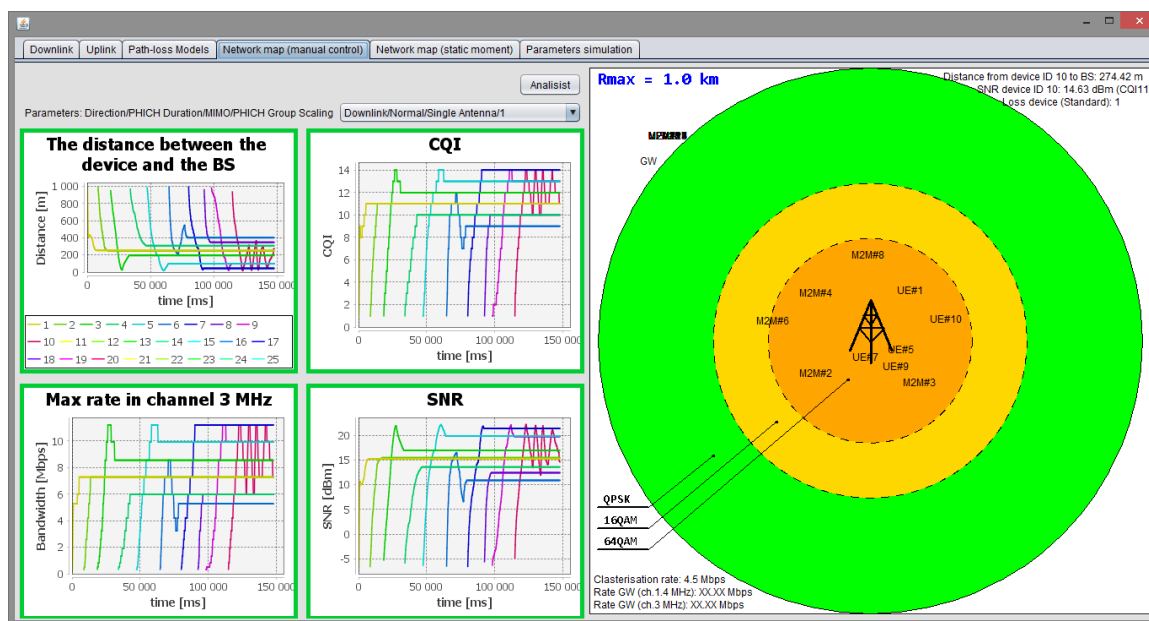 Downlink Uplink Path-loss Models Network map (manual control) Network map (static moment) Parameters simulation
Analisist
Parameters: Direction/PHICH Duration/MIMO/PHICH Group Scaling Downlink/Normal/Single Antenna/1
The distance between the
device and the BS
Distance [m]
1 000
800
600
400
200
0
0 50 000 100 000 150 000
time [ms]
1 2 3 4 5 6 7 8 9
10 11 12 13 14 15 16 17
18 19 20 21 22 23 24 25
CQI
CQI
14
12
10
8
6
4
2
0
0 50 000 100 000 150 000
time [ms]
Max rate in channel 3 MHz
Bandwidth [Mbps]
10
8
6
4
2
0
0 50 000 100 000 150 000
time [ms]
SNR
SNR [dBm]
20
15
10
5
0
-5
0 50 000 100 000 150 000
time [ms]
Rmax = 1.0 km
Distance from device ID 10 to BS: 274.42 m
SNR device ID 10: 14.63 dBm (CQI11
Loss device (Standard): 1
GW
M2M#8
M2M#4
UE#1
M2M#6
UE#10
UE#5
UE#7
UE#9
M2M#2
M2M#3
QPSK
16QAM
64QAM
Clasterisation rate: 4.5 Mbps
Rate GW (ch.1.4 MHz): XX.XX Mbps
Rate GW (ch.3 MHz): XX.XX Mbps